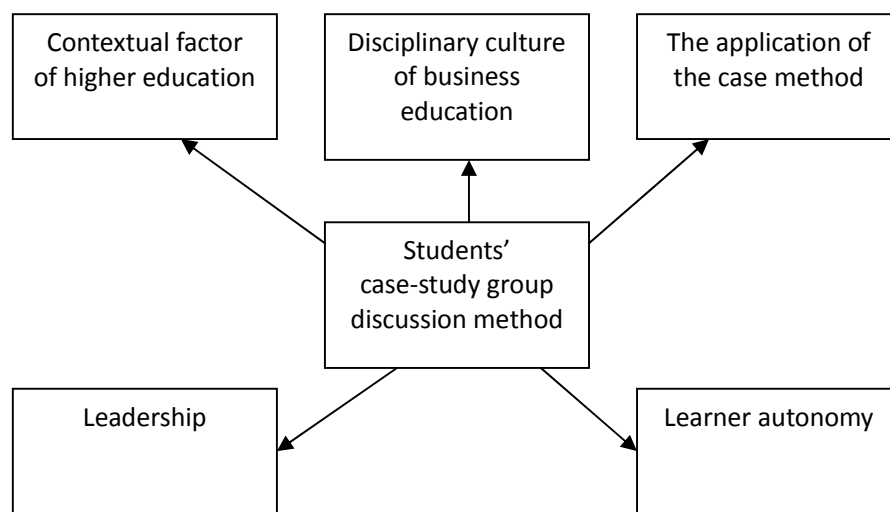 Contextual factor
of higher education
Disciplinary culture
of business
education
The application of
the case method
Students’
case-study group
discussion method
Leadership
Learner autonomy